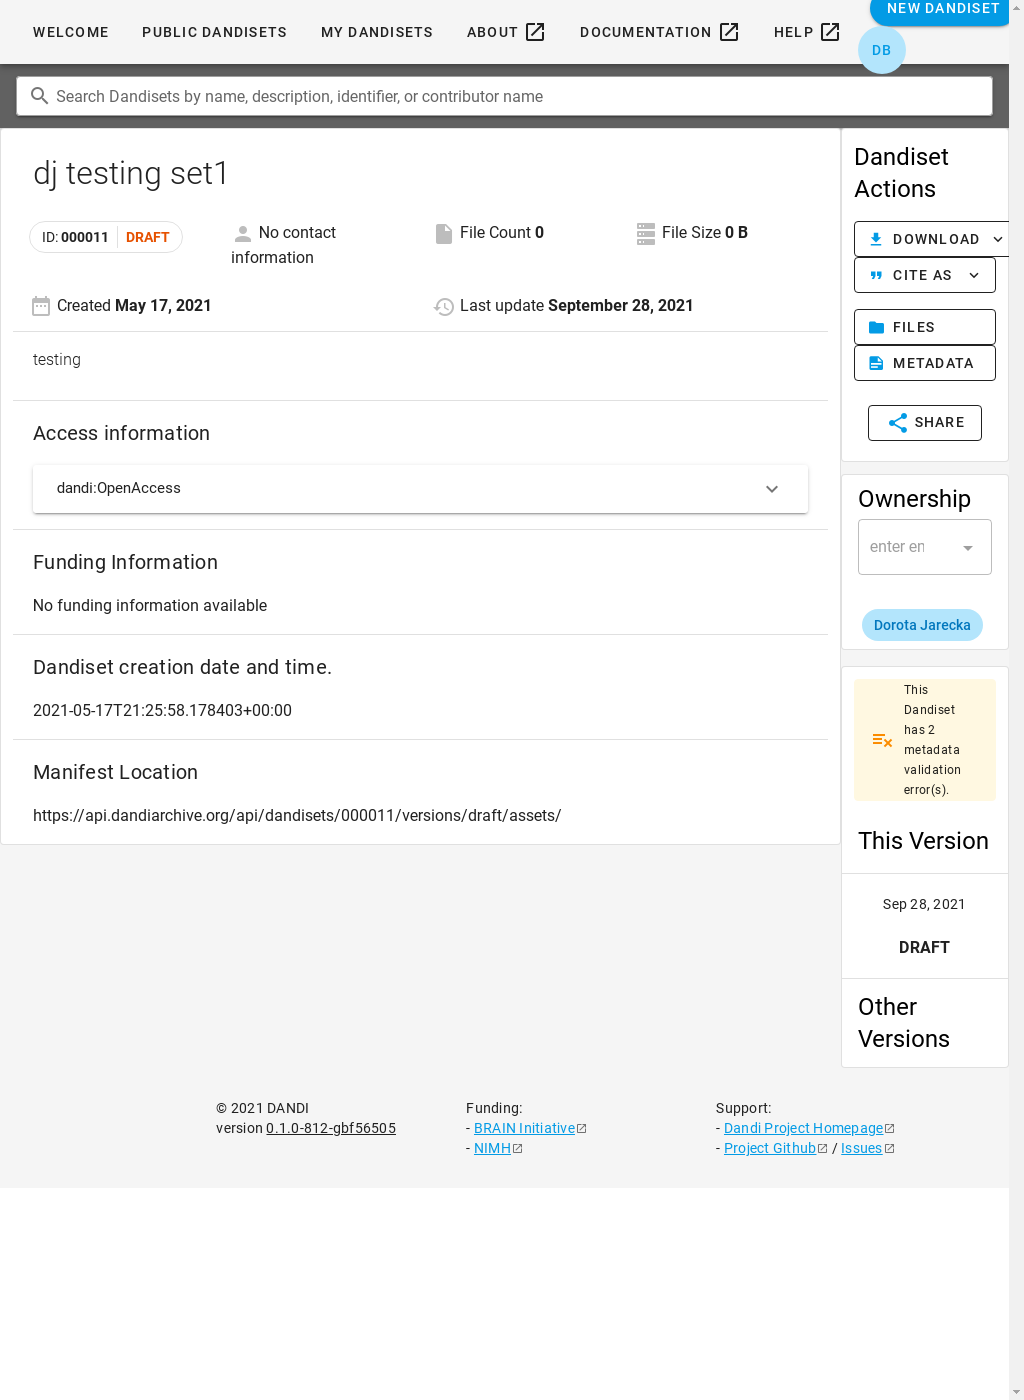 WELCOME PUBLIC DANDISETS MY DANDISETS ABOUT DOCUMENTATION HELP NEW DANDISET
DB
Search Dandisets by name, description, identifier, or contributor name
dj testing set1
ID: 000011 DRAFT
No contact information
File Count 0
File Size 0 B
Created May 17, 2021
Last update September 28, 2021
testing
Access information
dandi:OpenAccess
Funding Information
No funding information available
Dandiset creation date and time.
2021-05-17T21:25:58.178403+00:00
Manifest Location
https://api.dandiarchive.org/api/dandisets/000011/versions/draft/assets/
Dandiset
Actions
DOWNLOAD
CITE AS
FILES
METADATA
SHARE
Ownership
enter en
Dorota Jarecka
This
Dandiset
has 2
metadata
validation
error(s).
This Version
Sep 28, 2021
DRAFT
Other
Versions
© 2021 DANDI
version 0.1.0-812-gbf56505
Funding:
- BRAIN Initiative
- NIMH
Support:
- Dandi Project Homepage
- Project Github / Issues